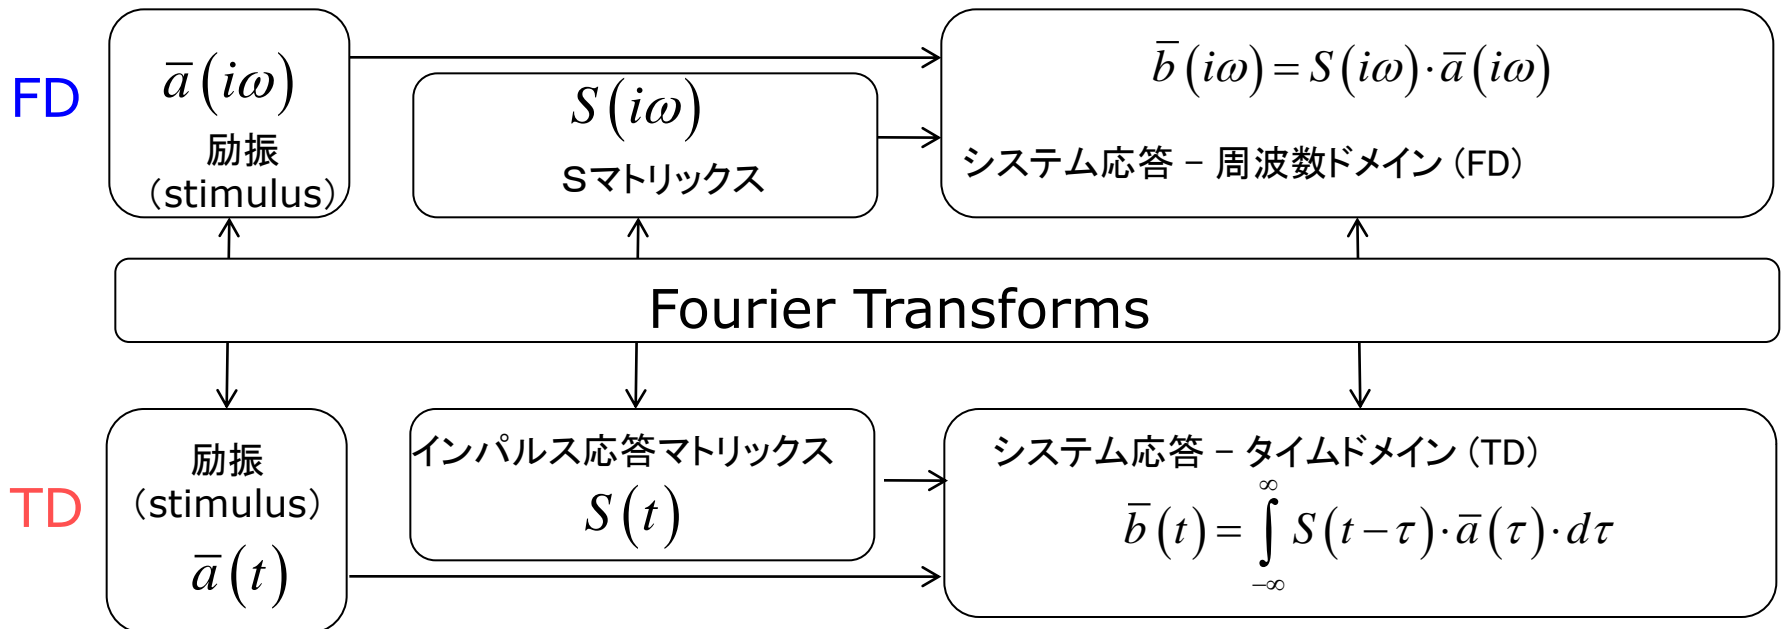 FD
a̅(iω)
励振
（stimulus）
S(iω)
Sマトリックス
b̅(iω) = S(iω)·a̅(iω)
システム応答 – 周波数ドメイン (FD)
Fourier Transforms
TD
励振
（stimulus）
a̅(t)
インパルス応答マトリックス
S(t)
システム応答 – タイムドメイン (TD)
b̅(t) = ∫_{-∞}^{∞} S(t−τ)·a̅(τ)·dτ